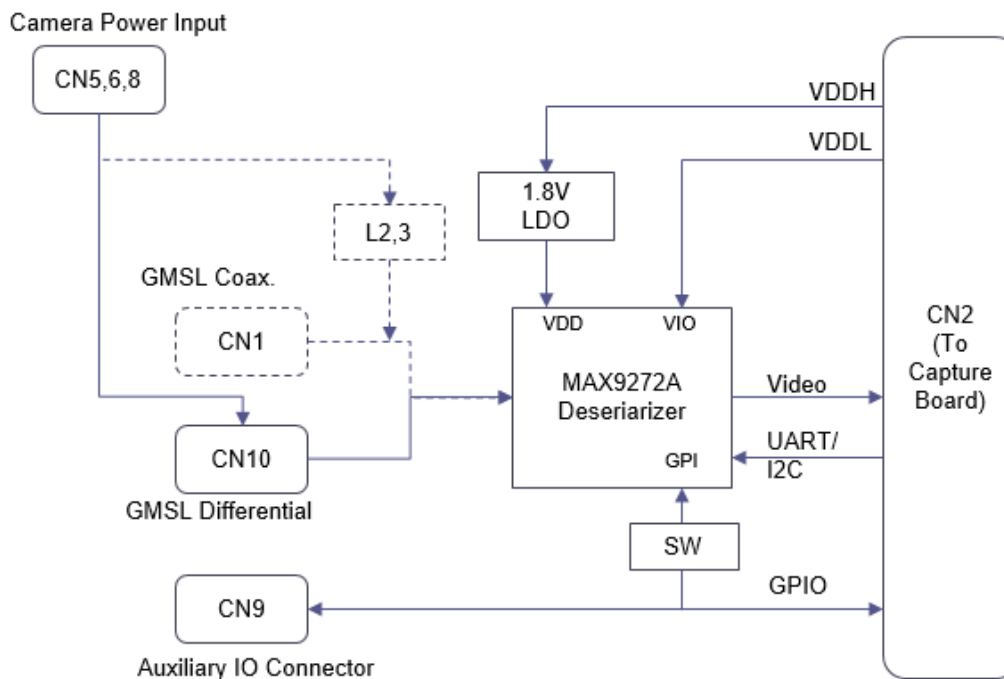 Camera Power Input
CN5,6,8
VDDH
VDDL
1.8V
LDO
L2,3
GMSL Coax.
CN1
VDD
VIO
MAX9272A
Deseriarizer
GPI
CN2
(To
Capture
Board)
Video
UART/
I2C
CN10
GMSL Differential
SW
GPIO
CN9
Auxiliary IO Connector